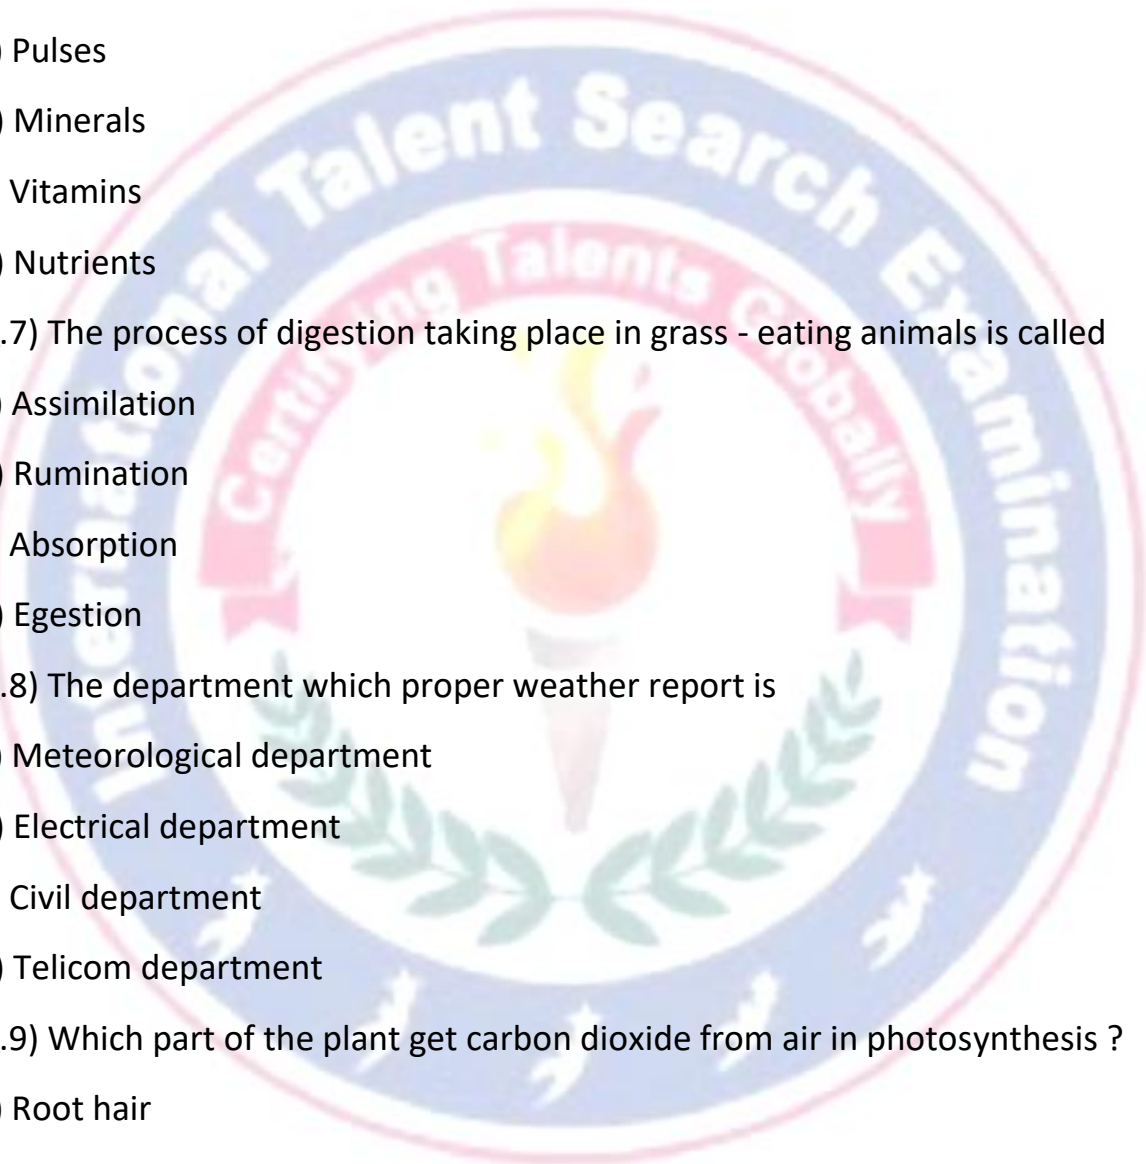 ) Pulses
) Minerals
Vitamins
) Nutrients
.7) The process of digestion taking place in grass - eating animals is called
) Assimilation
) Rumination
Absorption
) Egestion
.8) The department which proper weather report is
) Meteorological department
) Electrical department
Civil department
) Telicom department
.9) Which part of the plant get carbon dioxide from air in photosynthesis ?
) Root hair
International Talent Search Examination
Certifying Talents Globally